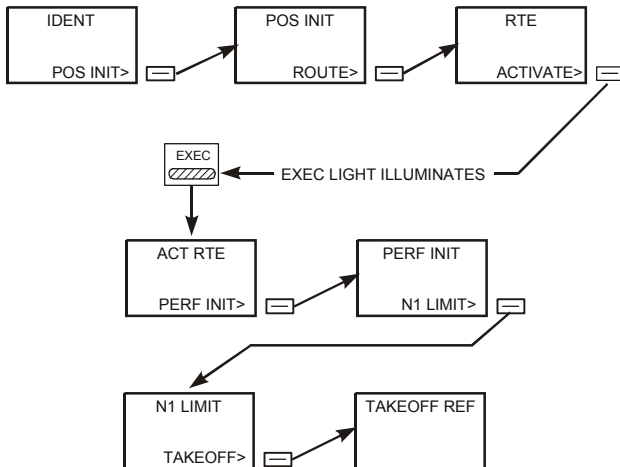 IDENT
POS INIT>
POS INIT
ROUTE>
RTE
ACTIVATE>
EXEC
EXEC LIGHT ILLUMINATES
ACT RTE
PERF INIT>
PERF INIT
N1 LIMIT>
N1 LIMIT
TAKEOFF>
TAKEOFF REF